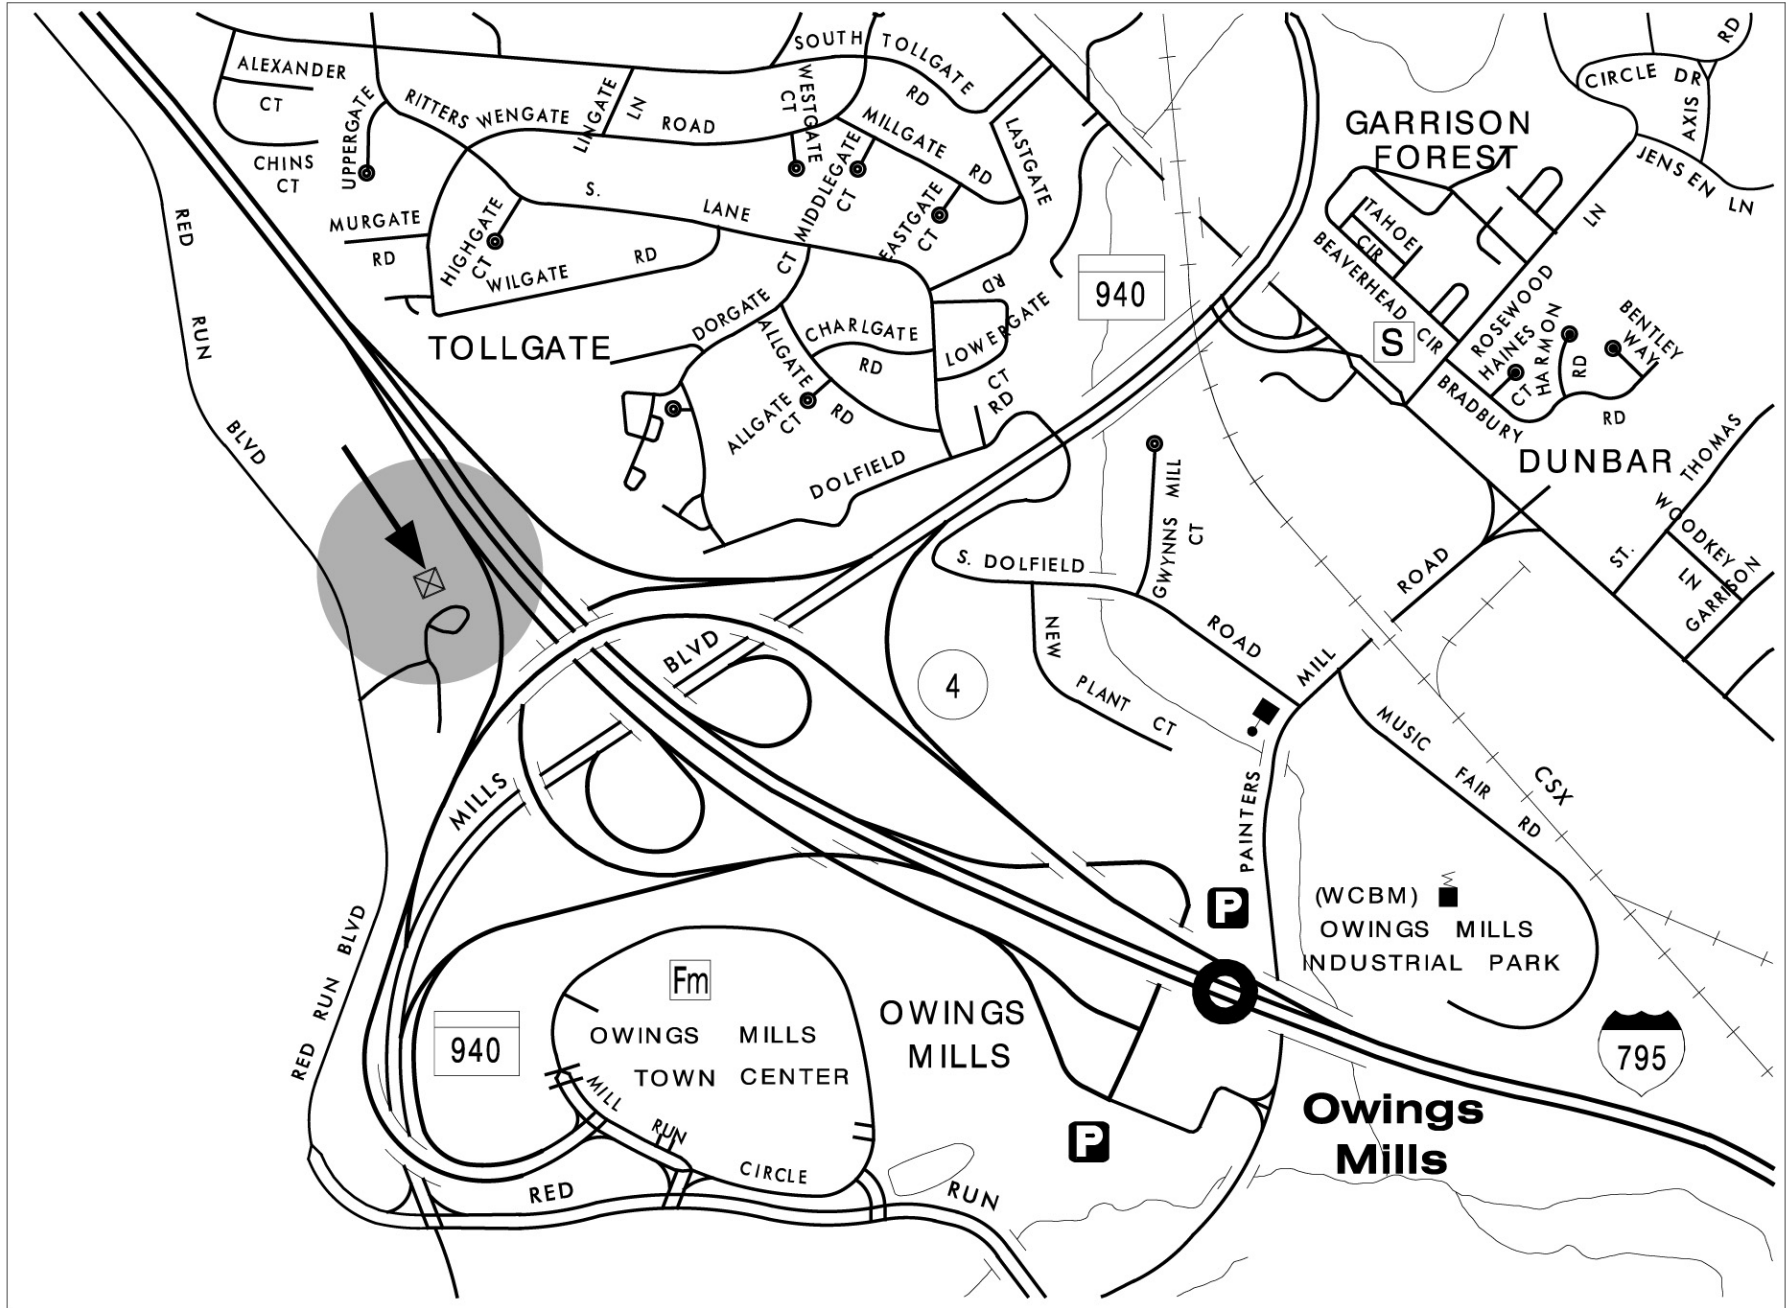 ALEXANDER
CT
CHINS
CT
UPPERGATE
RITTERS
WENGATE
ROAD
LINGATE
LN
WESTGATE
CT
SOUTH TOLLGATE
RD
MILLGATE
RD
LASTGATE
RD
MIDDLEGATE
CT
EASTGATE
CT
S.
LANE
MURGATE
RD
HIGHGATE
CT
WILGATE RD
TOLLGATE
DORGATE
CT
ALLGATE
RD
CHARLGATE
RD
LOWERGATE
CT
RD
ALLGATE
CT
DOLFIELD
940
GARRISON
FOREST
TAHOE
CIR
BEAVERHEAD CIR
S
ROSEWOOD
LN
HAINES
CT
HARMON
RD
BENTLEY
WAY
BRADBURY
RD
DUNBAR
CIRCLE DR
AXIS
RD
JENSEN LN
ST. THOMAS
WOODKEY
LN
GARRISON
RED RUN BLVD
S. DOLFIELD
ROAD
GWYNNS MILL
CT
NEW
PLANT CT
4
PAINTERS
MILL
ROAD
MUSIC
FAIR
RD
CSX
MILLS
BLVD
P
(WCBM)
OWINGS MILLS
INDUSTRIAL PARK
795
RED RUN BLVD
940
Fm
OWINGS MILLS
TOWN CENTER
MILL
RUN
CIRCLE
OWINGS
MILLS
P
Owings
Mills
RED
RUN